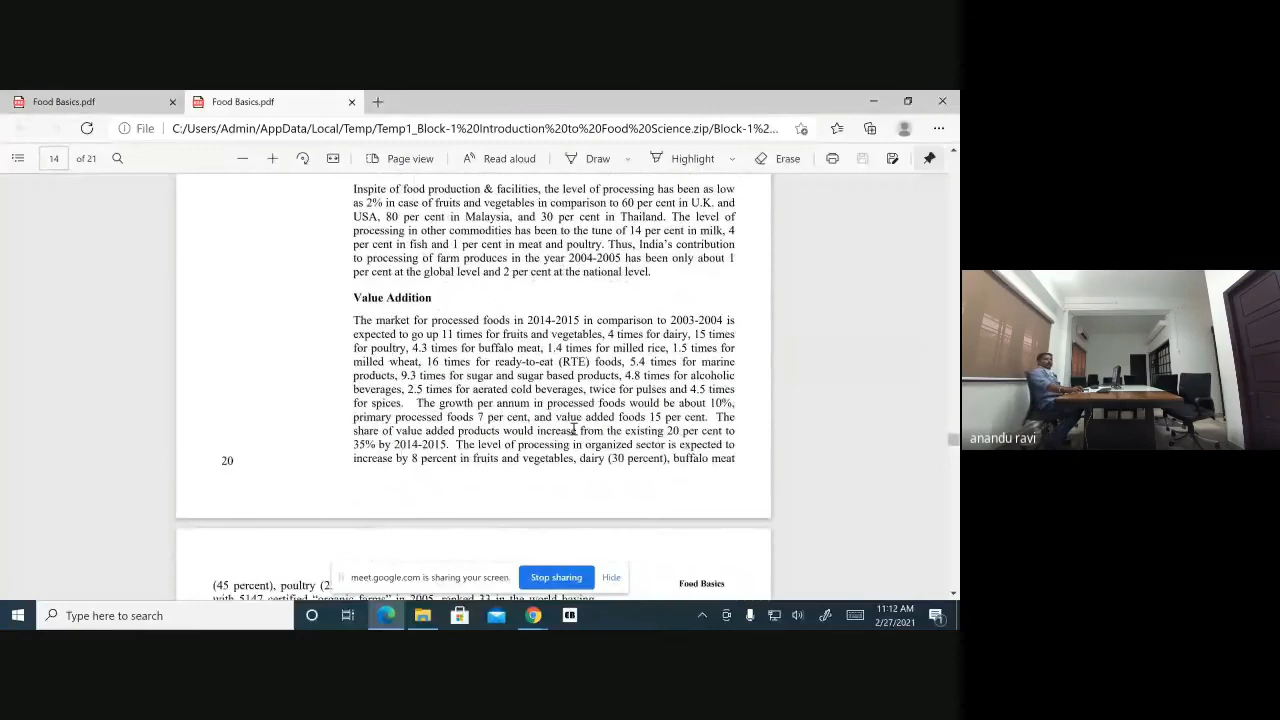 Food Basics.pdf
Food Basics.pdf
File
C:/Users/Admin/AppData/Local/Temp/Temp1_Block-1%20Introduction%20to%20Food%20Science.zip/Block-1%2...
14
of 21
Page view
Read aloud
Draw
Highlight
Erase
Inspite of food production & facilities, the level of processing has been as low
as 2% in case of fruits and vegetables in comparison to 60 per cent in U.K. and
USA, 80 per cent in Malaysia, and 30 per cent in Thailand. The level of
processing in other commodities has been to the tune of 14 per cent in milk, 4
per cent in fish and 1 per cent in meat and poultry. Thus, India's contribution
to processing of farm produces in the year 2004-2005 has been only about 1
per cent at the global level and 2 per cent at the national level.
Value Addition
The market for processed foods in 2014-2015 in comparison to 2003-2004 is
expected to go up 11 times for fruits and vegetables, 4 times for dairy, 15 times
for poultry, 4.3 times for buffalo meat, 1.4 times for milled rice, 1.5 times for
milled wheat, 16 times for ready-to-eat (RTE) foods, 5.4 times for marine
products, 9.3 times for sugar and sugar based products, 4.8 times for alcoholic
beverages, 2.5 times for aerated cold beverages, twice for pulses and 4.5 times
for spices. The growth per annum in processed foods would be about 10%,
primary processed foods 7 per cent, and value added foods 15 per cent. The
share of value added products would increase from the existing 20 per cent to
35% by 2014-2015. The level of processing in organized sector is expected to
increase by 8 percent in fruits and vegetables, dairy (30 percent), buffalo meat
20
(45 percent), poultry (2
Food Basics
with 5147 certified "organic farms" in 2005, ranked 33 in the world having
meet.google.com is sharing your screen.
Stop sharing
Hide
anandu ravi
Type here to search
11:12 AM
2/27/2021